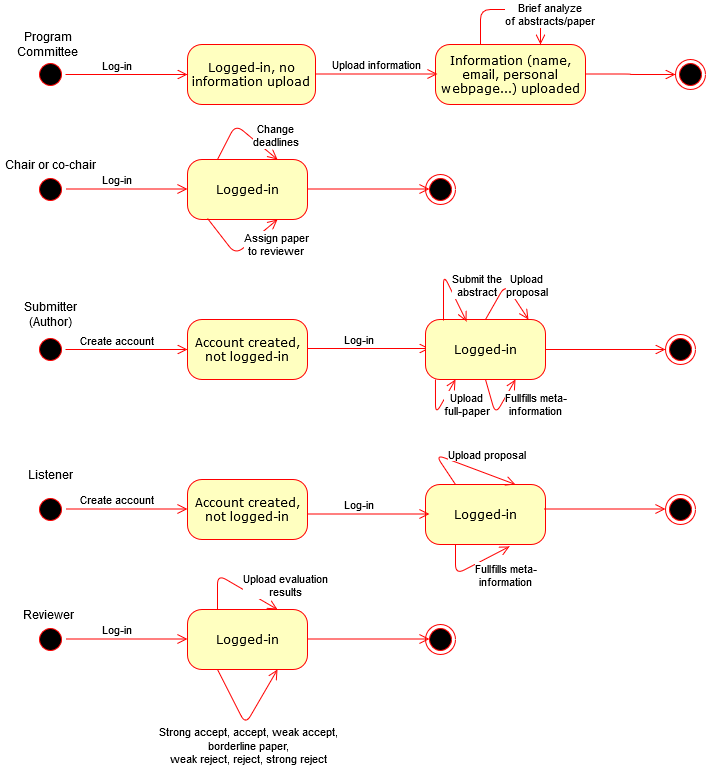 Brief analyze
of abstracts/paper
Program
Committee
Log-in
Logged-in, no
information upload
Upload information
Information (name,
email, personal
webpage...) uploaded
Change
deadlines
Chair or co-chair
Log-in
Logged-in
Assign paper
to reviewer
Submit the
abstract
Upload
proposal
Submitter
(Author)
Create account
Account created,
not logged-in
Log-in
Logged-in
Upload
full-paper
Fullfills meta-
information
Upload proposal
Listener
Create account
Account created,
not logged-in
Log-in
Logged-in
Fullfills meta-
information
Upload evaluation
results
Reviewer
Log-in
Logged-in
Strong accept, accept, weak accept,
borderline paper,
weak reject, reject, strong reject